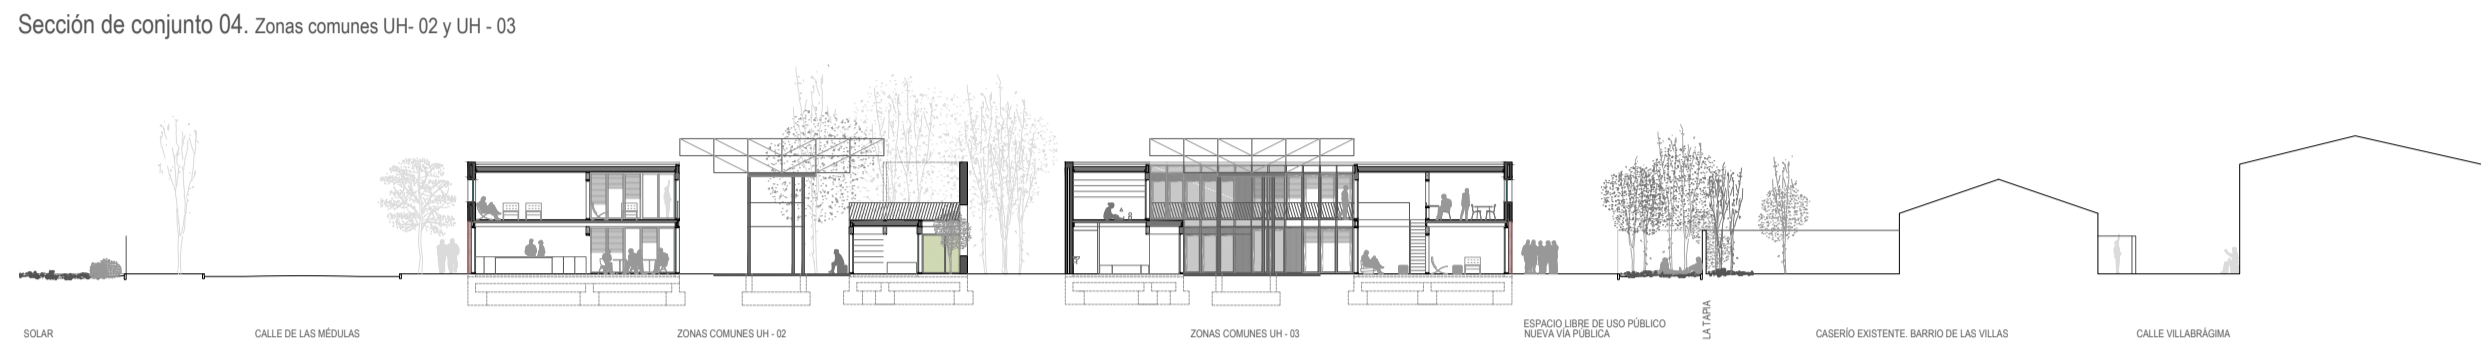 Sección de conjunto 04. Zonas comunes UH- 02 y UH - 03
SOLAR
CALLE DE LAS MÉDULAS
ZONAS COMUNES UH - 02
ZONAS COMUNES UH - 03
ESPACIO LIBRE DE USO PÚBLICO
NUEVA VÍA PÚBLICA
LA TAPIA
CASERÍO EXISTENTE. BARRIO DE LAS VILLAS
CALLE VILLABRÁGIMA